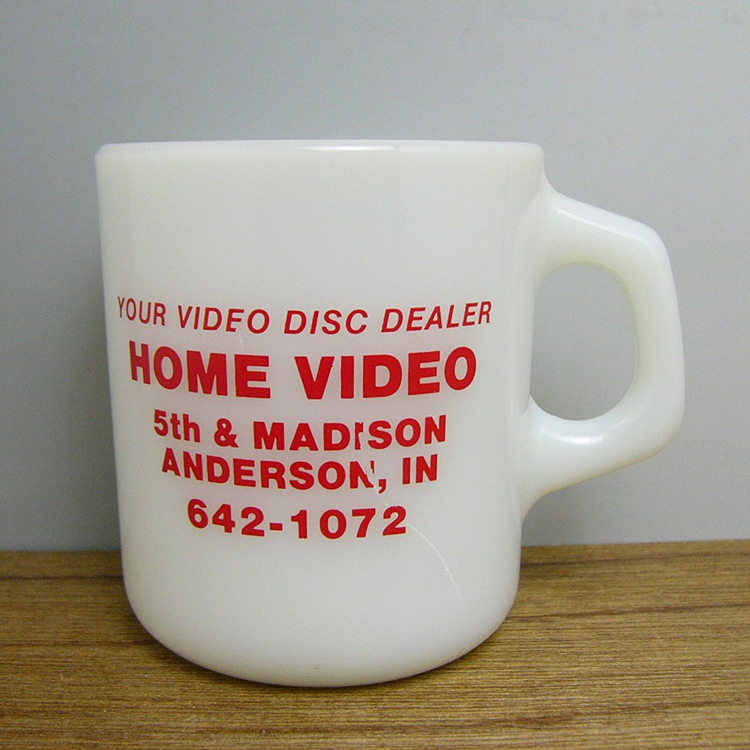 YOUR VIDEO DISC DEALER
HOME VIDEO
5th & MADISON
ANDERSON, IN
642-1072